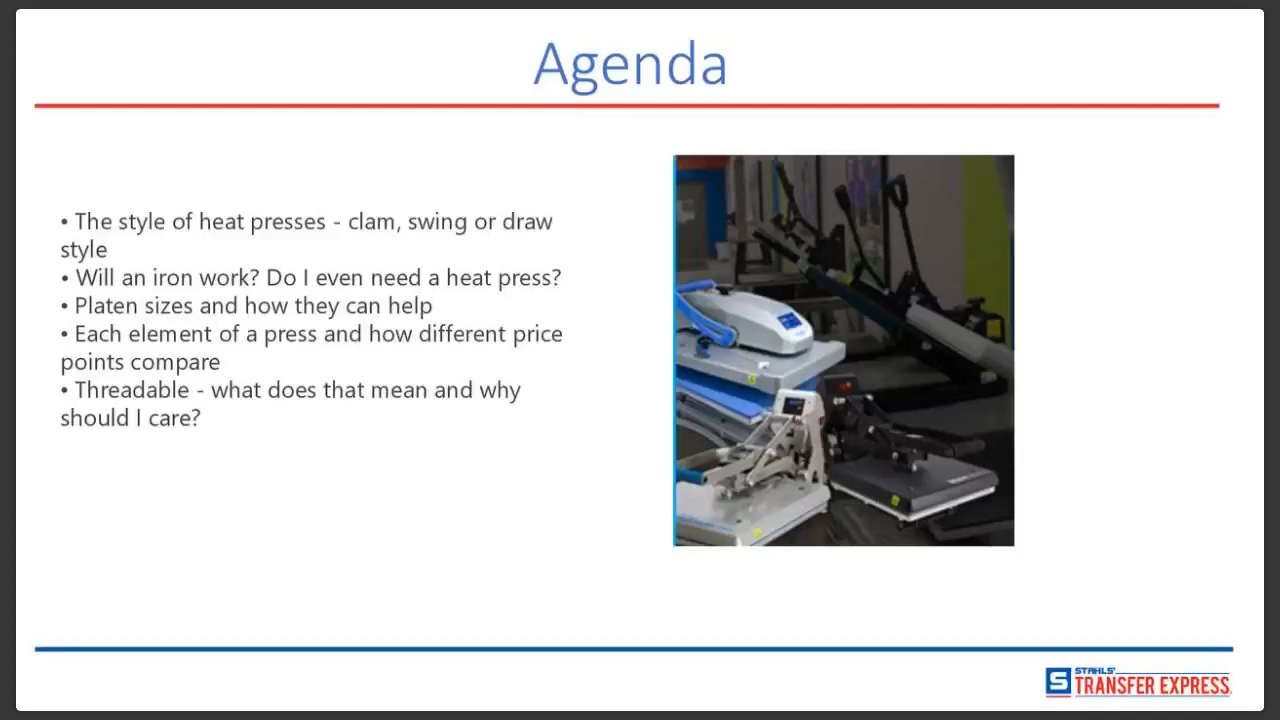 Agenda
• The style of heat presses - clam, swing or draw
style
• Will an iron work? Do I even need a heat press?
• Platen sizes and how they can help
• Each element of a press and how different price
points compare
• Threadable - what does that mean and why
should I care?
S STAHLS'
TRANSFER EXPRESS